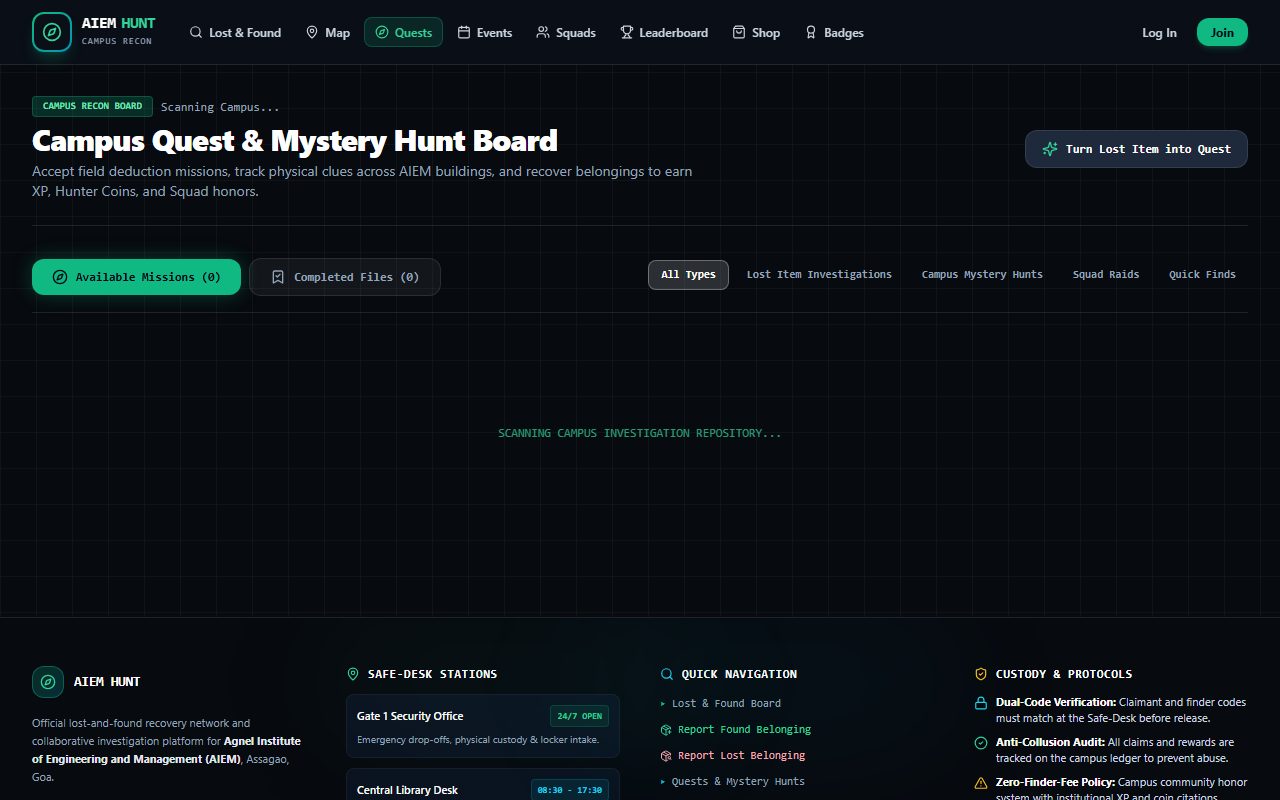 AIEM HUNT
CAMPUS RECON
Lost & Found
Map
Quests
Events
Squads
Leaderboard
Shop
Badges
Log In
Join
CAMPUS RECON BOARD
Scanning Campus...
Campus Quest & Mystery Hunt Board
Accept field deduction missions, track physical clues across AIEM buildings, and recover belongings to earn
XP, Hunter Coins, and Squad honors.
Turn Lost Item into Quest
Available Missions (0)
Completed Files (0)
All Types
Lost Item Investigations
Campus Mystery Hunts
Squad Raids
Quick Finds
SCANNING CAMPUS INVESTIGATION REPOSITORY...
AIEM HUNT
Official lost-and-found recovery network and
collaborative investigation platform for Agnel Institute
of Engineering and Management (AIEM), Assagao,
Goa.
SAFE-DESK STATIONS
Gate 1 Security Office
24/7 OPEN
Emergency drop-offs, physical custody & locker intake.
Central Library Desk
08:30 - 17:30
QUICK NAVIGATION
Lost & Found Board
Report Found Belonging
Report Lost Belonging
Quests & Mystery Hunts
CUSTODY & PROTOCOLS
Dual-Code Verification: Claimant and finder codes
must match at the Safe-Desk before release.
Anti-Collusion Audit: All claims and rewards are
tracked on the campus ledger to prevent abuse.
Zero-Finder-Fee Policy: Campus community honor
system with institutional XP and coin citations.